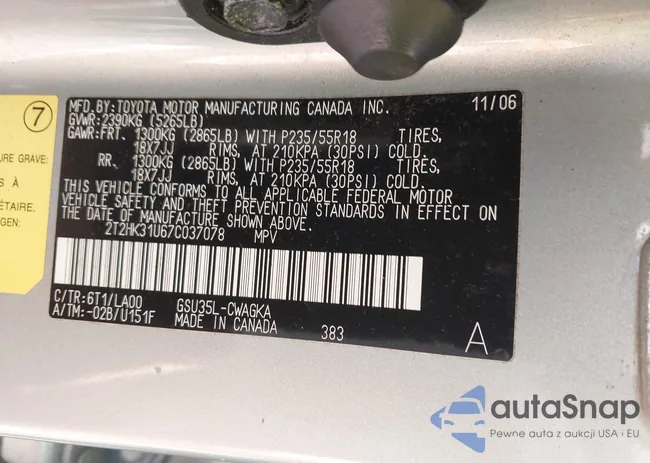 7
MFD.BY:TOYOTA MOTOR MANUFACTURING CANADA INC. 11/06
GVWR:2390KG (5265LB)
GAWR:FRT. 1300KG (2865LB) WITH P235/55R18 TIRES,
18X7JJ RIMS, AT 210KPA (30PSI) COLD.
RR. 1300KG (2865LB) WITH P235/55R18 TIRES,
18X7JJ RIMS, AT 210KPA (30PSI) COLD.
THIS VEHICLE CONFORMS TO ALL APPLICABLE FEDERAL MOTOR
VEHICLE SAFETY AND THEFT PREVENTION STANDARDS IN EFFECT ON
THE DATE OF MANUFACTURE SHOWN ABOVE.
2T2HK31U67C037078 MPV
C/TR:6T1/LA00 GSU35L-CWAGKA
A/TM:-02B/U151F MADE IN CANADA 383 A
URE GRAVE:
S À
ÉTAIRE.
GEN:
autaSnap
Pewne auta z aukcji USA i EU